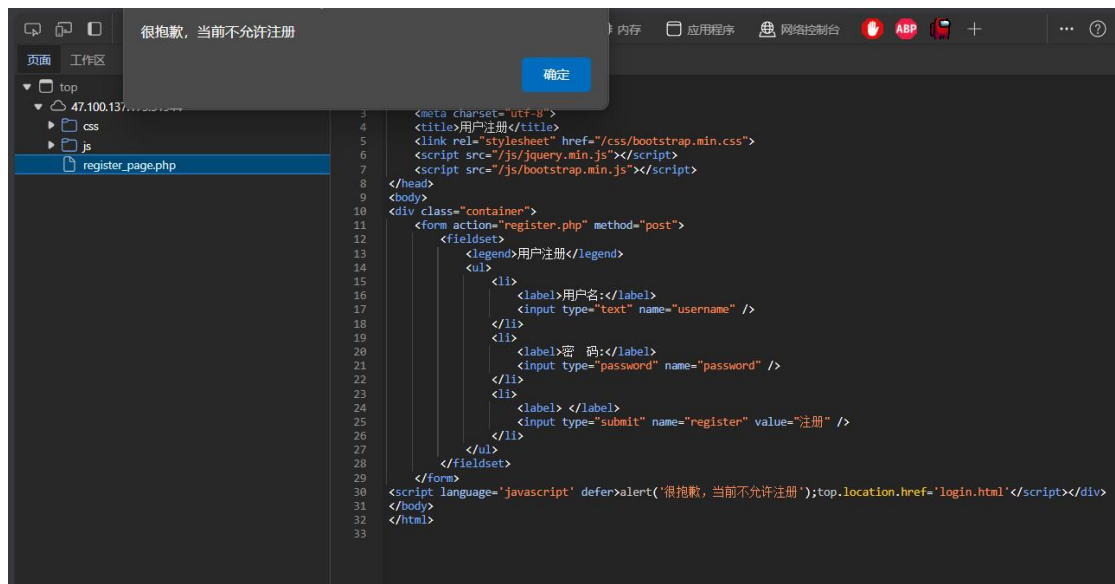 很抱歉，当前不允许注册
确定
内存
应用程序
网络控制台
ABP
页面
工作区
top
47.100.137.
css
js
register_page.php
3 <meta charset="utf-8">
4 <title>用户注册</title>
5 <link rel="stylesheet" href="/css/bootstrap.min.css">
6 <script src="/js/jquery.min.js"></script>
7 <script src="/js/bootstrap.min.js"></script>
8 </head>
9 <body>
10 <div class="container">
11 <form action="register.php" method="post">
12 <fieldset>
13 <legend>用户注册</legend>
14 <ul>
15 <li>
16 <label>用户名:</label>
17 <input type="text" name="username" />
18 </li>
19 <li>
20 <label>密　码:</label>
21 <input type="password" name="password" />
22 </li>
23 <li>
24 <label> </label>
25 <input type="submit" name="register" value="注册" />
26 </li>
27 </ul>
28 </fieldset>
29 </form>
30 <script language='javascript' defer>alert('很抱歉，当前不允许注册');top.location.href='login.html'</script></div>
31 </body>
32 </html>
33